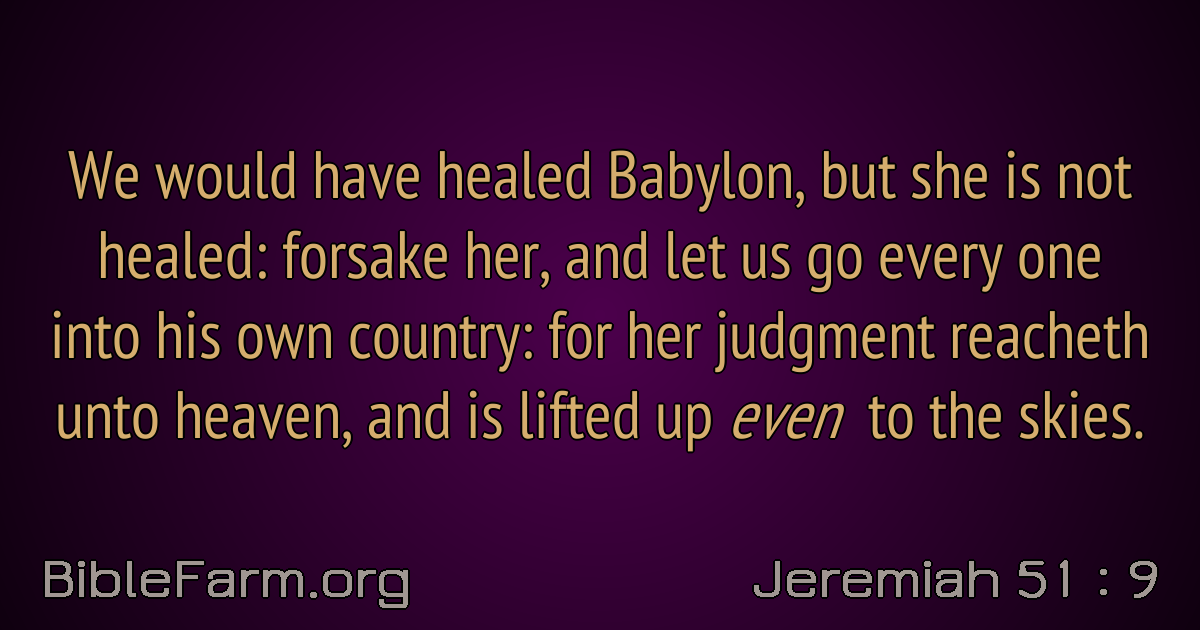 We would have healed Babylon, but she is not
healed: forsake her, and let us go every one
into his own country: for her judgment reacheth
unto heaven, and is lifted up even to the skies.
BibleFarm.org
Jeremiah 51 : 9